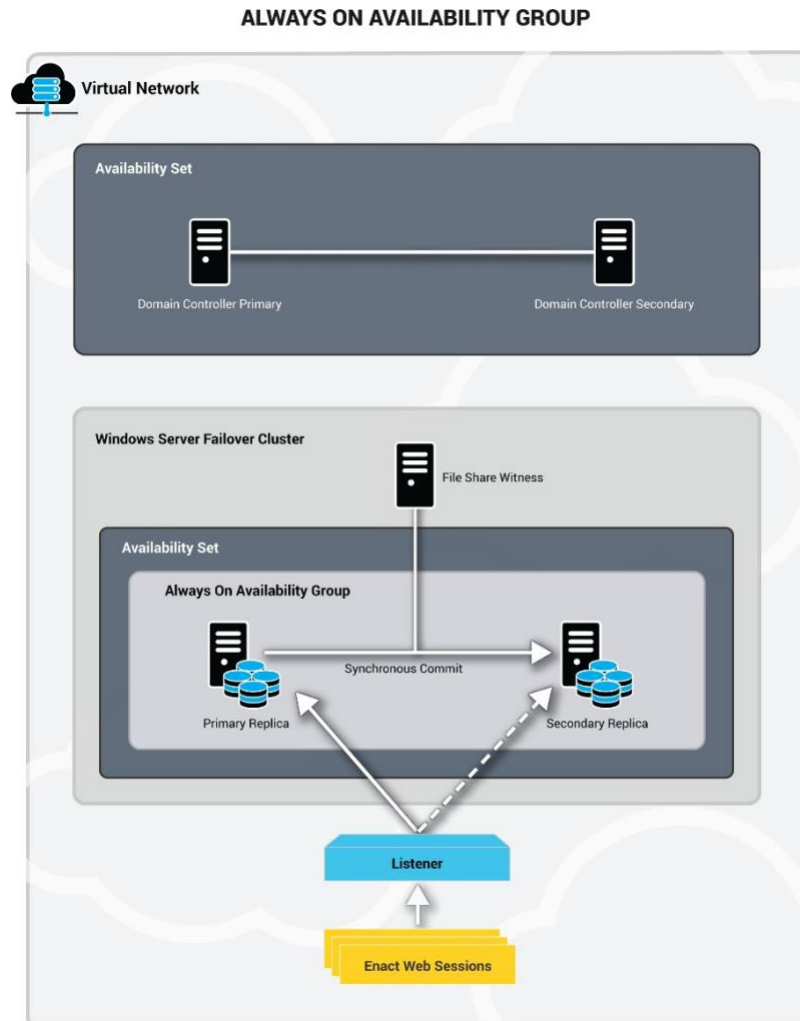 ALWAYS ON AVAILABILITY GROUP
Virtual Network
Availability Set
Domain Controller Primary
Domain Controller Secondary
Windows Server Failover Cluster
File Share Witness
Availability Set
Always On Availability Group
Synchronous Commit
Primary Replica
Secondary Replica
Listener
Enact Web Sessions